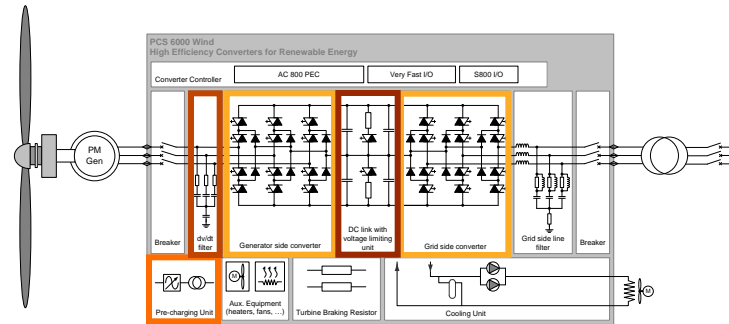 PCS 6000 Wind
High Efficiency Converters for Renewable Energy
Converter Controller
AC 800 PEC
Very Fast I/O
S800 I/O
PM
Gen
Breaker
dv/dt
filter
Generator side converter
DC link with
voltage limiting
unit
Grid side converter
Grid side line
filter
Breaker
Pre-charging Unit
M
Aux. Equipment
(heaters, fans, ...)
Turbine Braking Resistor
Cooling Unit
M